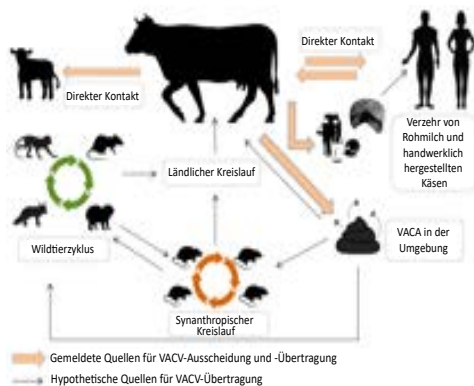 Direkter Kontakt
Direkter Kontakt
Verzehr von
Rohmilch und
handwerklich
hergestellten
Käsen
Ländlicher Kreislauf
VACA in der
Umgebung
Wildtierzyklus
Synanthropischer
Kreislauf
Gemeldete Quellen für VACV-Ausscheidung und -Übertragung
Hypothetische Quellen für VACV-Übertragung